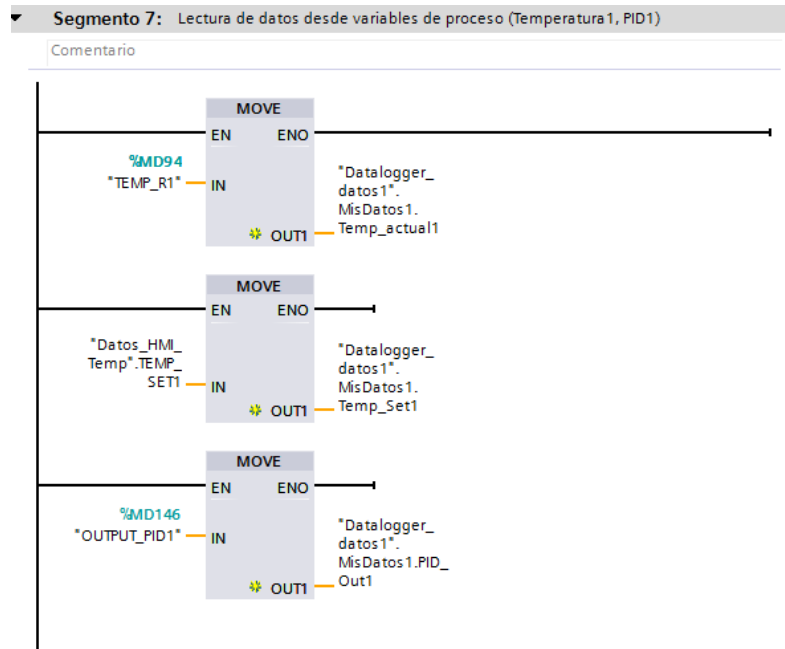 Segmento 7: Lectura de datos desde variables de proceso (Temperatura1, PID1)
Comentario
MOVE
EN ENO
%MD94
"TEMP_R1"
IN
"Datalogger_
datos1".
MisDatos1.
Temp_actual1
OUT1
MOVE
EN ENO
"Datos_HMI_
Temp".TEMP_
SET1
IN
"Datalogger_
datos1".
MisDatos1.
Temp_Set1
OUT1
MOVE
EN ENO
%MD146
"OUTPUT_PID1"
IN
"Datalogger_
datos1".
MisDatos1.PID_
Out1
OUT1